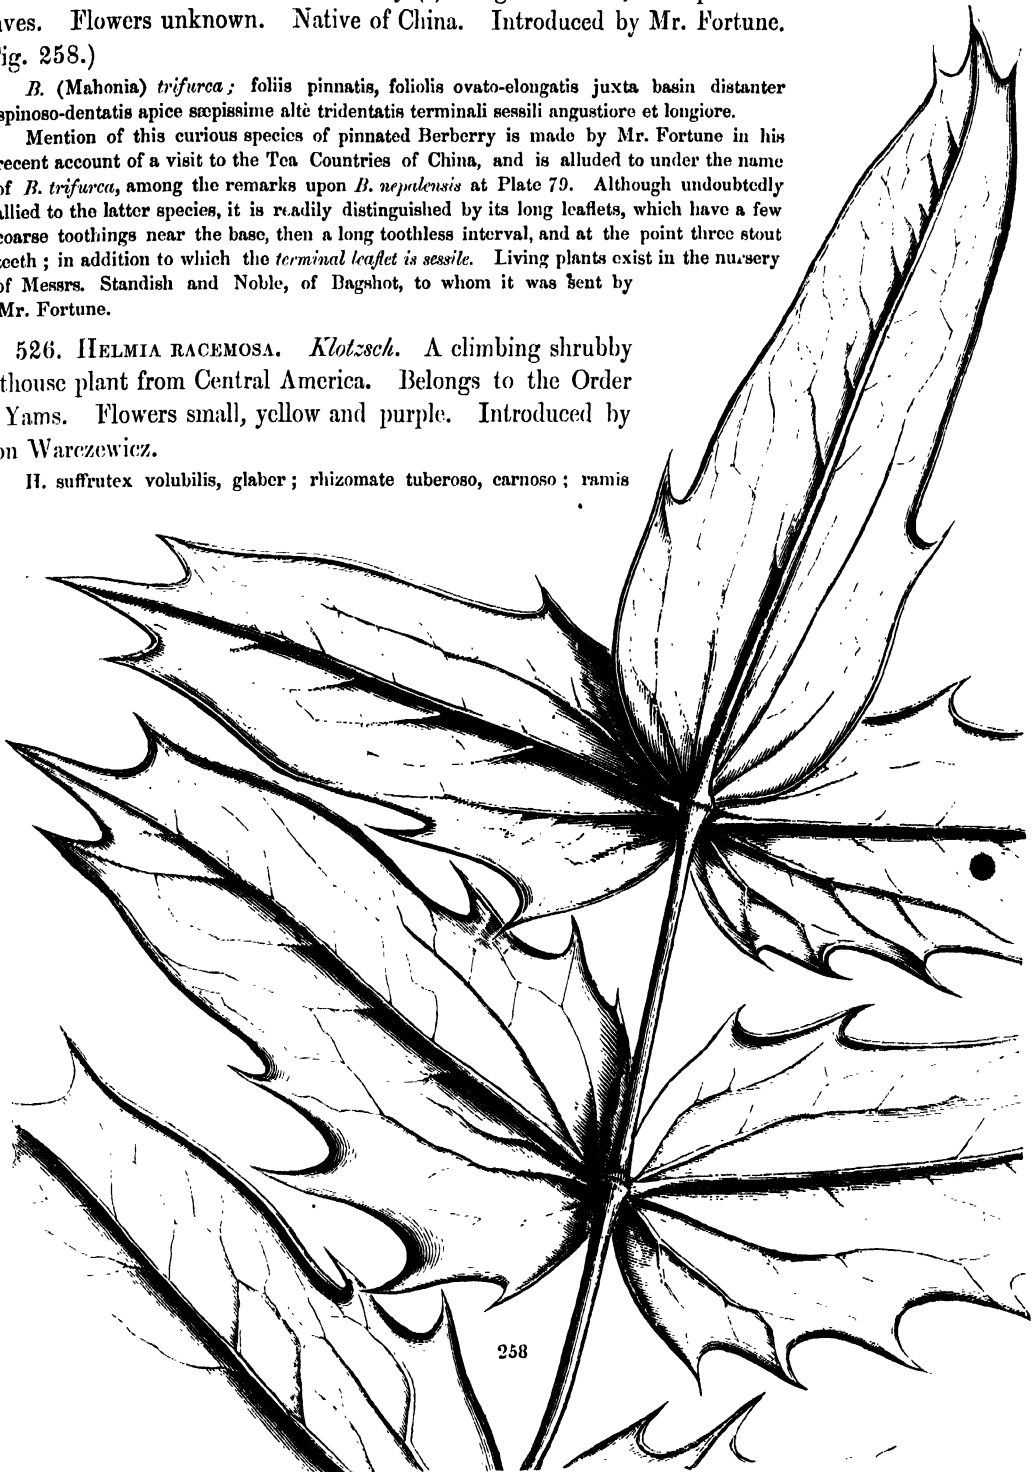 ves. Flowers unknown. Native of China. Introduced by Mr. Fortune.
ig. 258.)
B. (Mahonia) trifurca; foliis pinnatis, foliolis ovato-elongatis juxta basin distanter
spinoso-dentatis apice sæpissime altè tridentatis terminali sessili angustiore et longiore.
Mention of this curious species of pinnated Berberry is made by Mr. Fortune in his
recent account of a visit to the Tea Countries of China, and is alluded to under the name
of B. trifurca, among the remarks upon B. nepalensis at Plate 79. Although undoubtedly
allied to the latter species, it is readily distinguished by its long leaflets, which have a few
coarse toothings near the base, then a long toothless interval, and at the point three stout
teeth; in addition to which the terminal leaflet is sessile. Living plants exist in the nursery
of Messrs. Standish and Noble, of Bagshot, to whom it was sent by
Mr. Fortune.
526. HELMIA RACEMOSA. Klotzsch. A climbing shrubby
thouse plant from Central America. Belongs to the Order
Yams. Flowers small, yellow and purple. Introduced by
on Warczewicz.
H. suffrutex volubilis, glaber; rhizomate tuberoso, carnoso; ramis
258